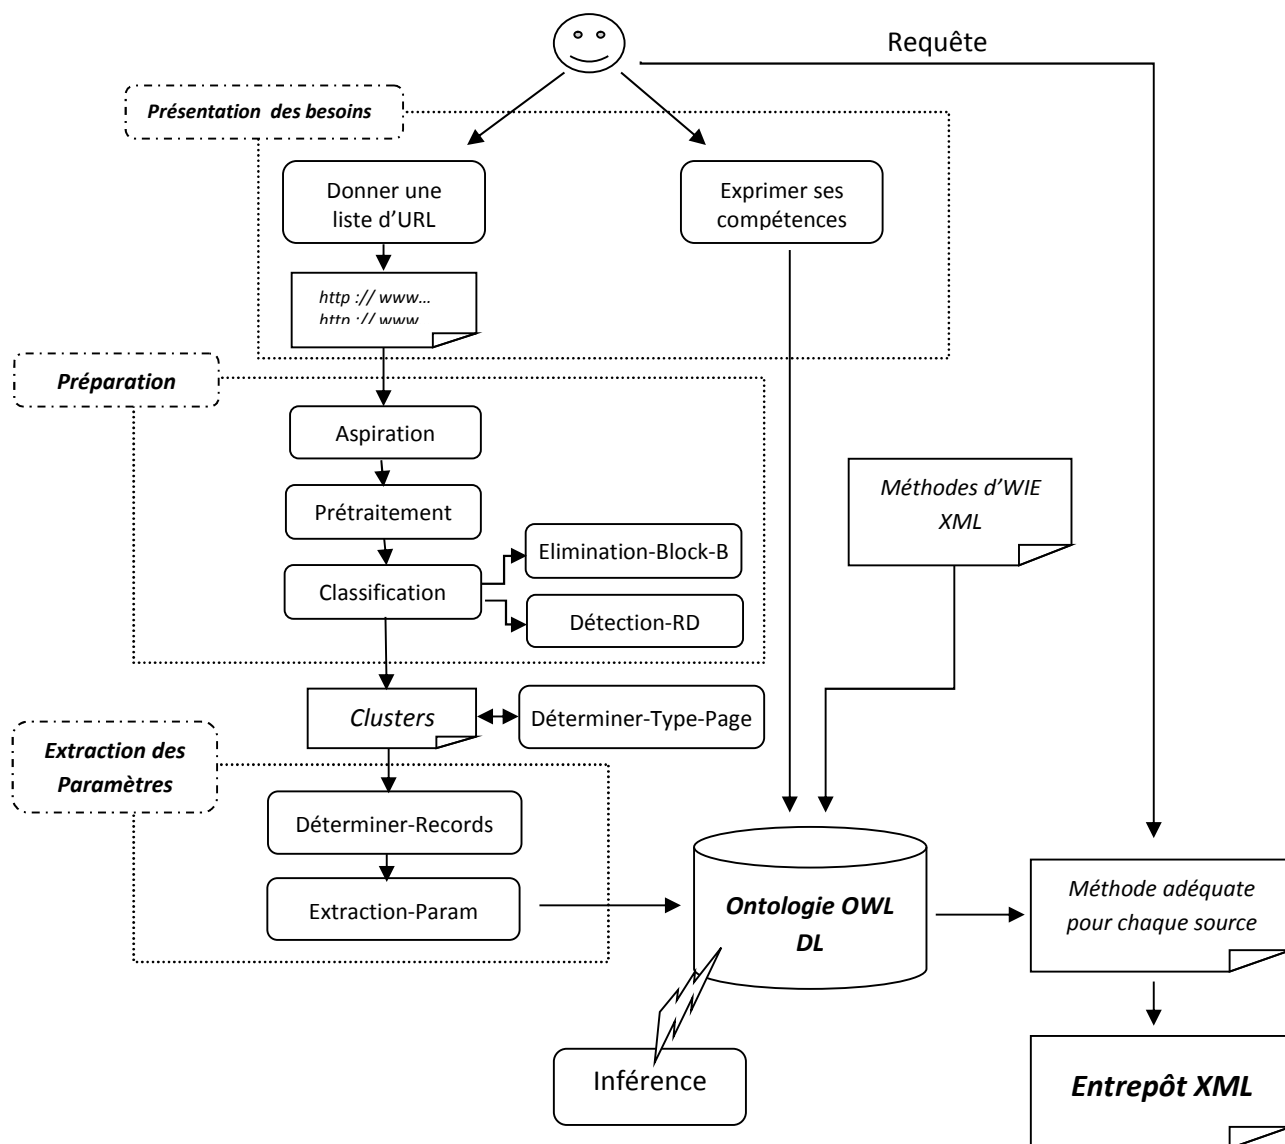 Requête
Présentation des besoins
Donner une
liste d'URL
Exprimer ses
compétences
http :// www...
http :// www
Préparation
Aspiration
Prétraitement
Classification
Elimination-Block-B
Détection-RD
Méthodes d'WIE
XML
Clusters
Déterminer-Type-Page
Extraction des
Paramètres
Déterminer-Records
Extraction-Param
Ontologie OWL
DL
Méthode adéquate
pour chaque source
Inférence
Entrepôt XML